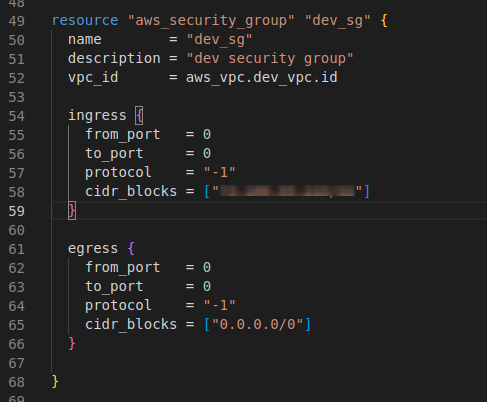 48
49 resource "aws_security_group" "dev_sg" {
50   name        = "dev_sg"
51   description = "dev security group"
52   vpc_id      = aws_vpc.dev_vpc.id
53
54   ingress {
55     from_port   = 0
56     to_port     = 0
57     protocol    = "-1"
58     cidr_blocks = [""]
59   }
60
61   egress {
62     from_port   = 0
63     to_port     = 0
64     protocol    = "-1"
65     cidr_blocks = ["0.0.0.0/0"]
66   }
67
68 }
69